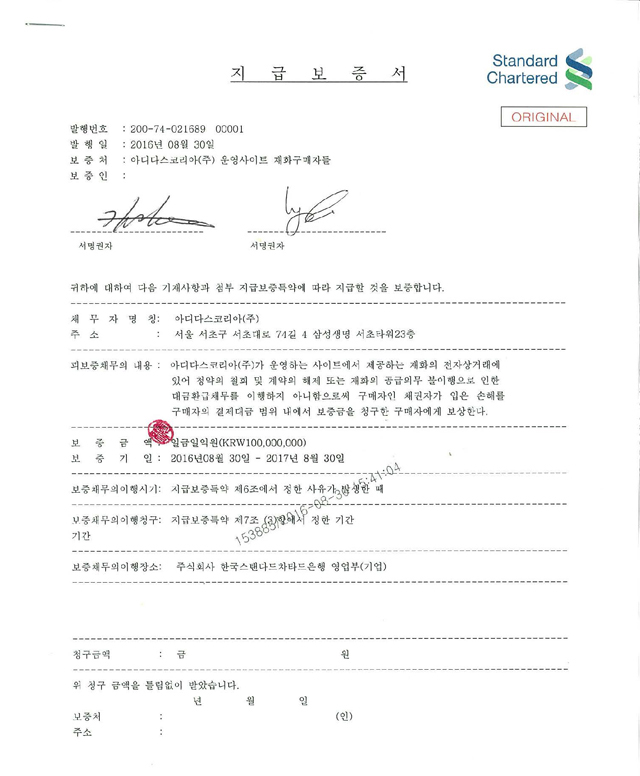 Standard
Chartered
지 급 보 증 서
ORIGINAL
발행번호 : 200-74-021689 00001
발 행 일 : 2016년 08월 30일
보 증 처 : 아디다스코리아(주) 운영사이트 재화구매자들
보 증 인 :
서명권자 서명권자
귀하에 대하여 다음 기재사항과 첨부 지급보증특약에 따라 지급할 것을 보증합니다.
채 무 자 명 칭: 아디다스코리아(주)
주 소 : 서울 서초구 서초대로 74길 4 삼성생명 서초타워23층
피보증채무의 내용 : 아디다스코리아(주)가 운영하는 사이트에서 제공하는 재화의 전자상거래에
있어 청약의 철회 및 계약의 해제 또는 재화의 공급의무 불이행으로 인한
대금환급채무를 이행하지 아니함으로써 구매자인 채권자가 입은 손해를
구매자의 결제대금 범위 내에서 보증금을 청구한 구매자에게 보상한다.
보 증 금 액 : 일금일억원(KRW100,000,000)
보 증 기 일 : 2016년08월 30일 - 2017년 8월 30일
보증채무의이행시기: 지급보증특약 제6조에서 정한 사유가 발생한 때
보증채무의이행청구: 지급보증특약 제7조 (3)항에서 정한 기간
기간
153885/2016-08-30 15:41:04
보증채무의이행장소: 주식회사 한국스탠다드차타드은행 영업부(기업)
청구금액 : 금 원
위 청구 금액을 틀림없이 받았습니다.
년 월 일
보증처 : (인)
주소 :